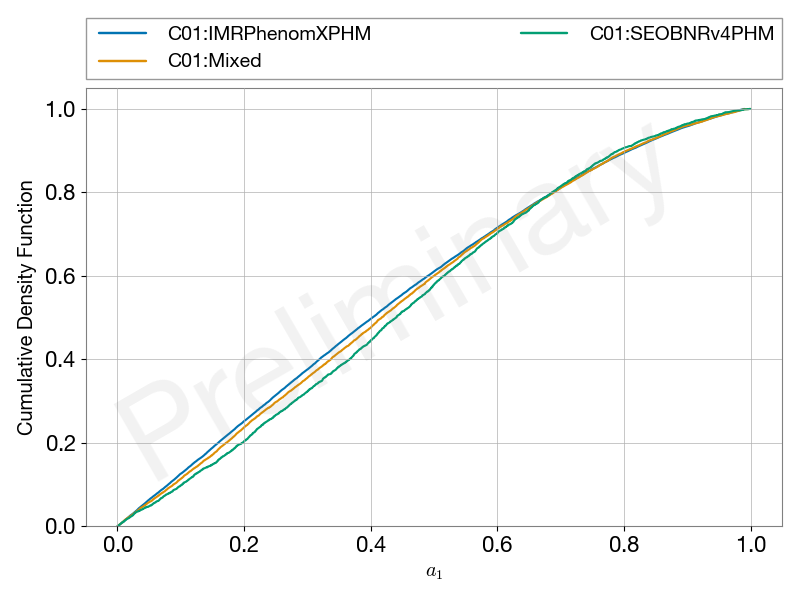 C01:IMRPhenomXPHM
C01:Mixed
C01:SEOBNRv4PHM
Cumulative Density Function
1.0
0.8
0.6
0.4
0.2
0.0
Preliminary
0.0 0.2 0.4 0.6 0.8 1.0
a₁